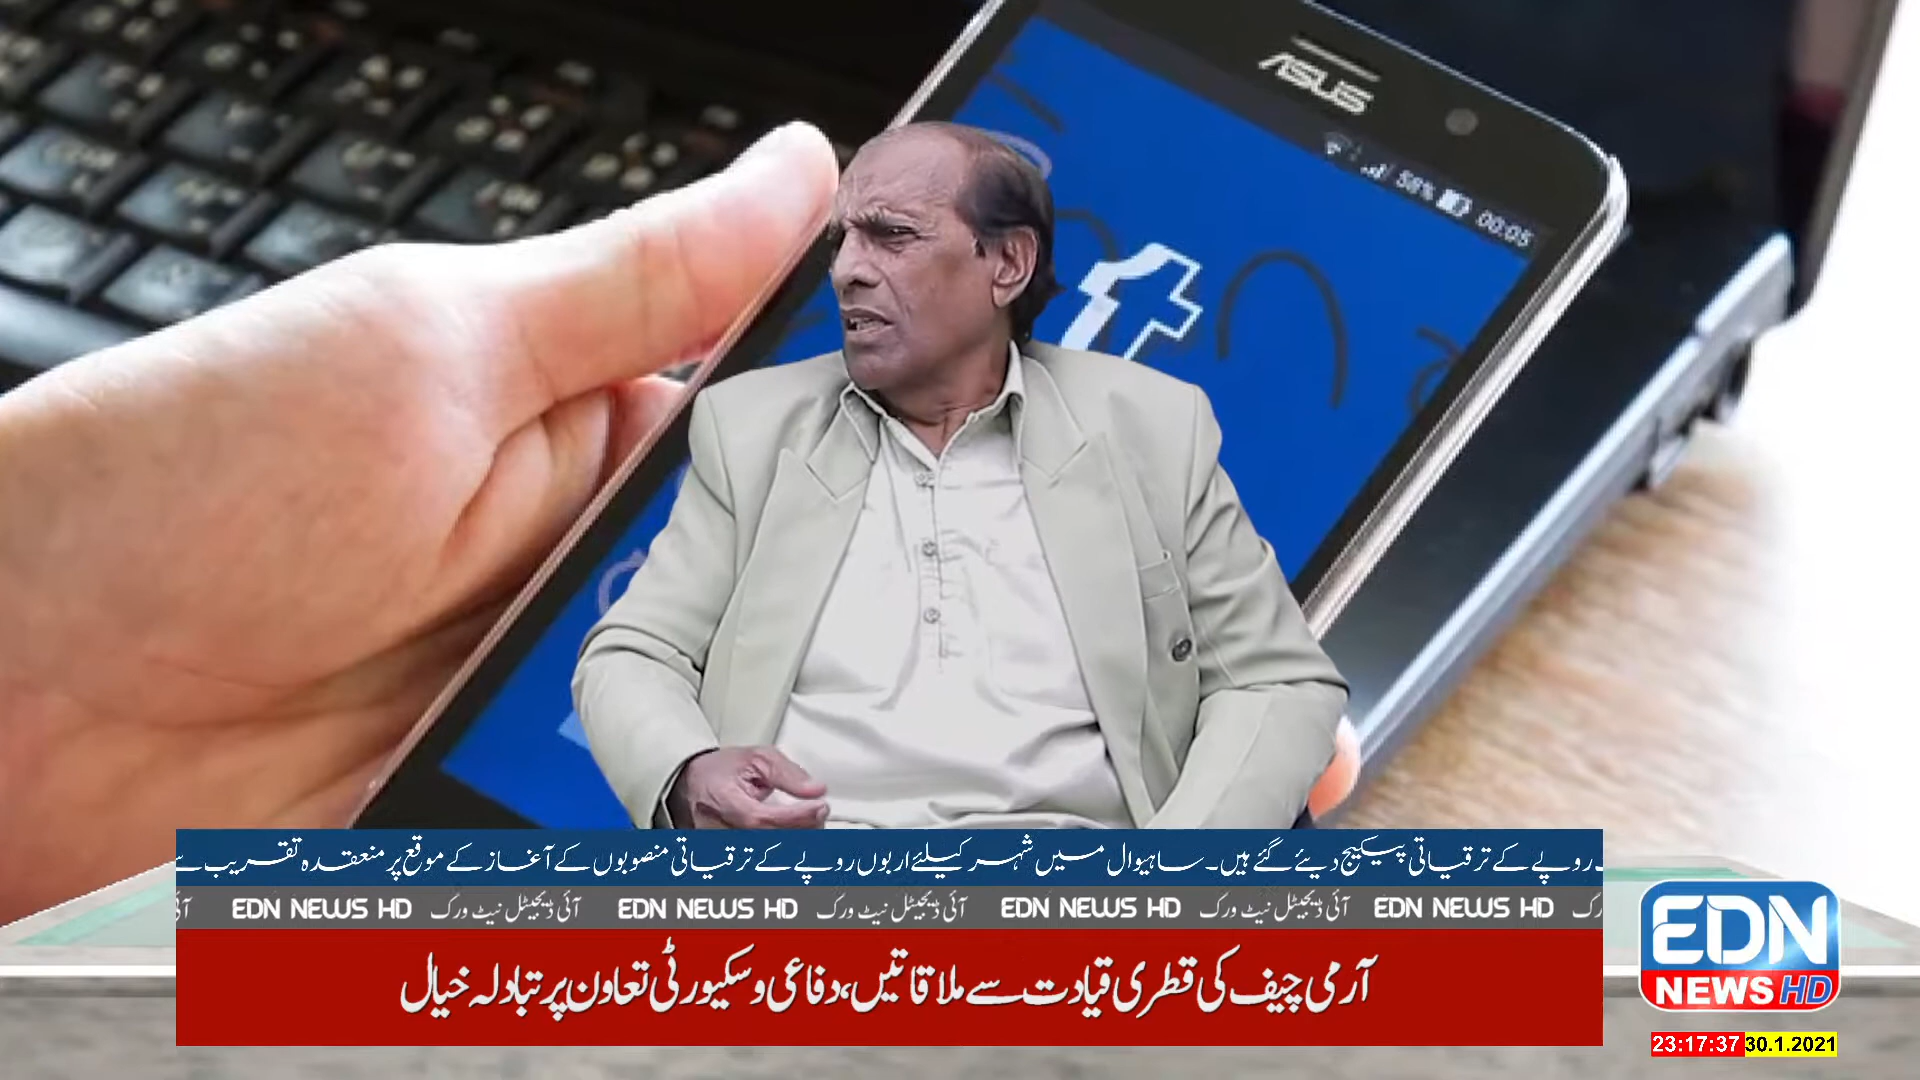 ASUS
58% 00:05
روپے کے ترقیاتی پیکیج دیئے گئے ہیں۔ ساہیوال میں شہر کیلئے اربوں روپے کے ترقیاتی منصوبوں کے آغاز کے موقع پر منعقدہ تقریب سے
EDN NEWS HD آئی ڈیجیٹل نیٹ ورک EDN NEWS HD آئی ڈیجیٹل نیٹ ورک EDN NEWS HD آئی ڈیجیٹل نیٹ ورک EDN NEWS HD
آرمی چیف کی قطری قیادت سے ملاقاتیں، دفاعی و سکیورٹی تعاون پر تبادلہ خیال
EDN
NEWS HD
23:17:37 30.1.2021